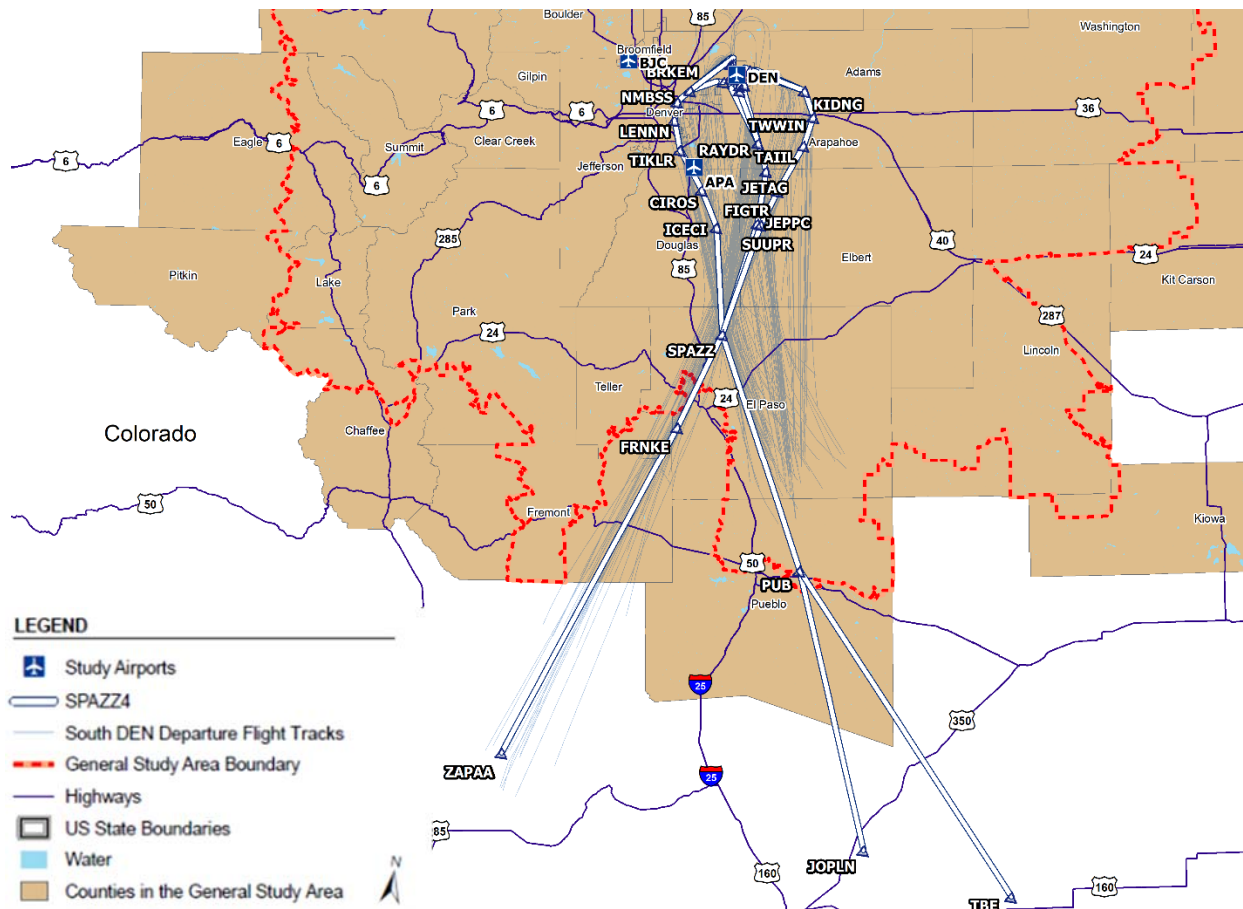 Boulder
85
Washington
Broomfield
BJC
BRKEM
DEN
Adams
Gilpin
NMBSS
KIDNG
Denver
36
6
6
LENNN
TWWIN
Eagle
6
Summit
Clear Creek
Arapahoe
6
TIKLR
RAYDR
TAIIL
Jefferson
6
APA
JETAG
CIROS
FIGTR
JEPPC
ICECI
SUUPR
285
Douglas
40
24
Elbert
85
Pitkin
Lake
Kit Carson
Park
287
24
SPAZZ
Lincoln
Teller
24
El Paso
Colorado
Chaffee
FRNKE
50
Fremont
Kiowa
50
PUB
Pueblo
LEGEND
Study Airports
SPAZZ4
South DEN Departure Flight Tracks
General Study Area Boundary
Highways
US State Boundaries
Water
Counties in the General Study Area
N
25
350
ZAPAA
25
85
JOPLN
160
160
TBE